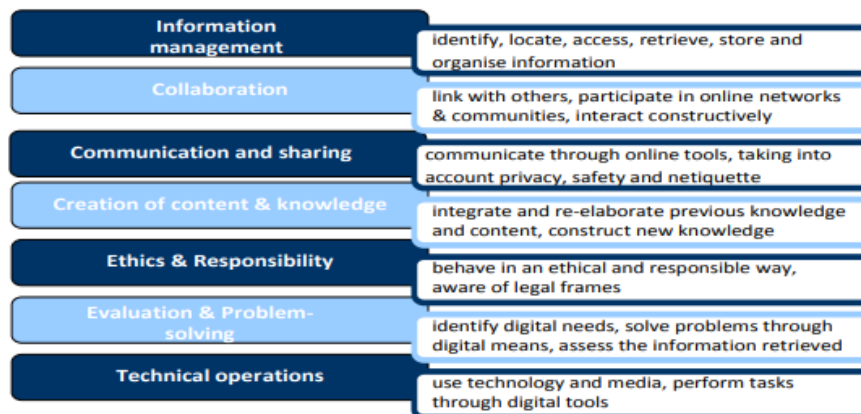 Information
management
identify, locate, access, retrieve, store and
organise information
Collaboration
link with others, participate in online networks
& communities, interact constructively
Communication and sharing
communicate through online tools, taking into
account privacy, safety and netiquette
Creation of content & knowledge
integrate and re-elaborate previous knowledge
and content, construct new knowledge
Ethics & Responsibility
behave in an ethical and responsible way,
aware of legal frames
Evaluation & Problem-
solving
identify digital needs, solve problems through
digital means, assess the information retrieved
Technical operations
use technology and media, perform tasks
through digital tools